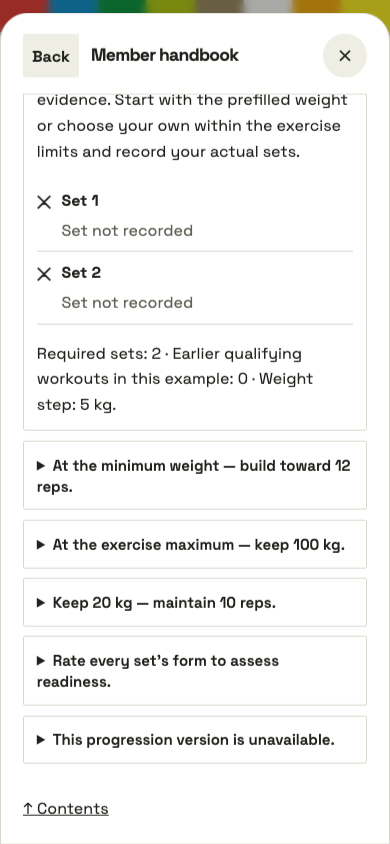 Back Member handbook
evidence. Start with the prefilled weight
or choose your own within the exercise
limits and record your actual sets.
Set 1
Set not recorded
Set 2
Set not recorded
Required sets: 2 · Earlier qualifying
workouts in this example: 0 · Weight
step: 5 kg.
At the minimum weight — build toward 12
reps.
At the exercise maximum — keep 100 kg.
Keep 20 kg — maintain 10 reps.
Rate every set's form to assess
readiness.
This progression version is unavailable.
↑ Contents